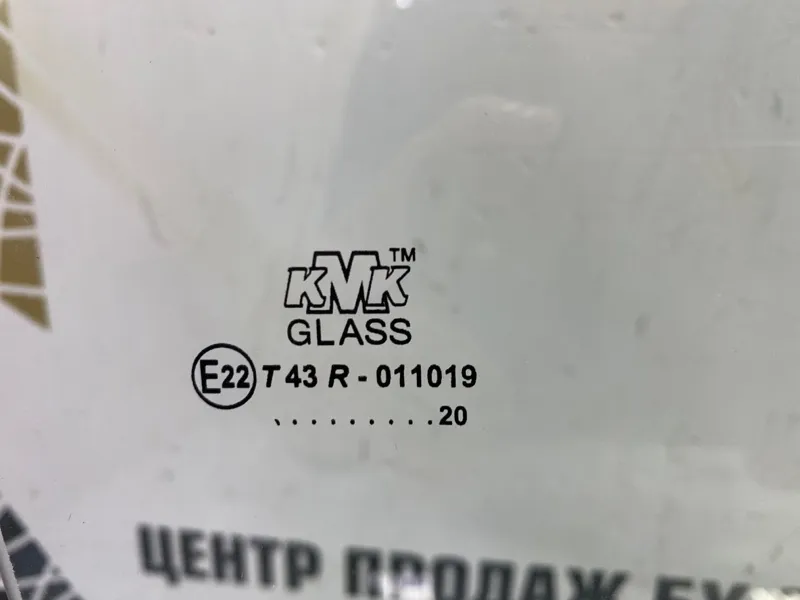 KMK™
GLASS
E22 T 43 R - 011019
. . . . . . . . . 20
ЦЕНТР ПРОДАЖ